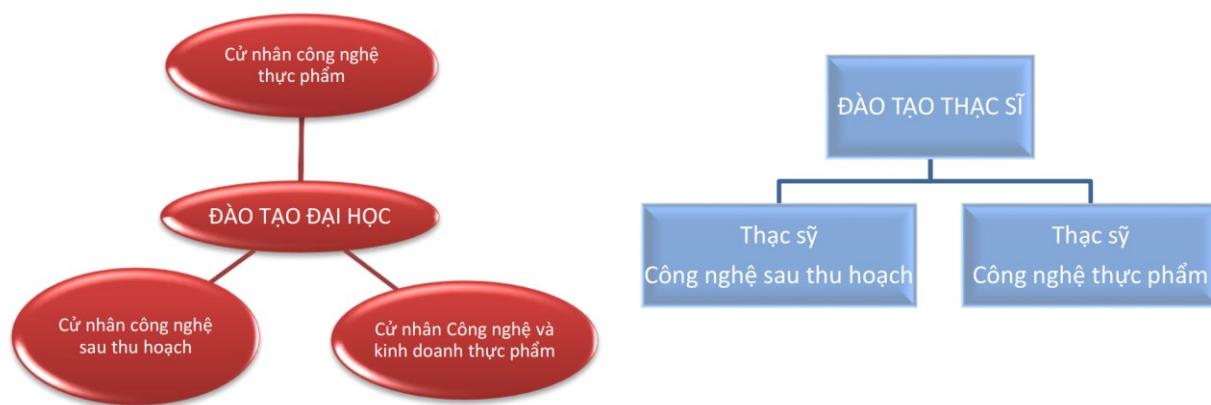 Cử nhân công nghệ
thực phẩm
ĐÀO TẠO ĐẠI HỌC
Cử nhân công nghệ
sau thu hoạch
Cử nhân Công nghệ và
kinh doanh thực phẩm
ĐÀO TẠO THẠC SĨ
Thạc sỹ
Công nghệ sau thu hoạch
Thạc sỹ
Công nghệ thực phẩm